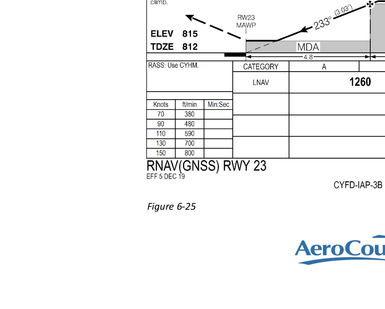 climb.
RW23
MAWP
233° (3.03°)
ELEV 815
TDZE 812
MDA
4.8
RASS: Use CYHM.
CATEGORY A
LNAV 1260
Knots ft/min Min:Sec
70 380
90 480
110 590
130 700
150 800
RNAV(GNSS) RWY 23
EFF 5 DEC 19
CYFD-IAP-3B
Figure 6-25
AeroCou